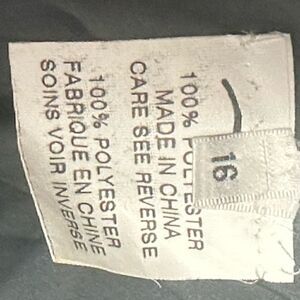 100% POLYESTER
MADE IN CHINA
CARE SEE REVERSE
100% POLYESTER
FABRIQUE EN CHINE
SOINS VOIR INVERSE
16